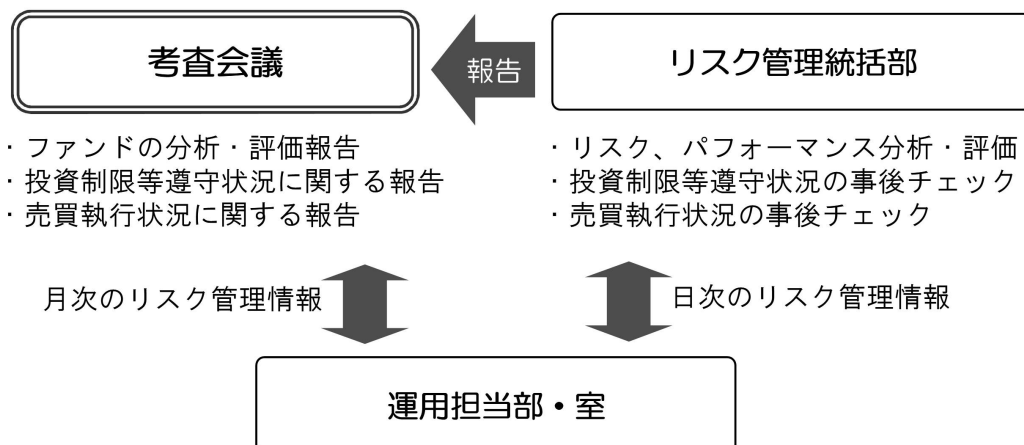 考査会議
報告
リスク管理統括部
・ファンドの分析・評価報告
・投資制限等遵守状況に関する報告
・売買執行状況に関する報告
・リスク、パフォーマンス分析・評価
・投資制限等遵守状況の事後チェック
・売買執行状況の事後チェック
月次のリスク管理情報
日次のリスク管理情報
運用担当部・室